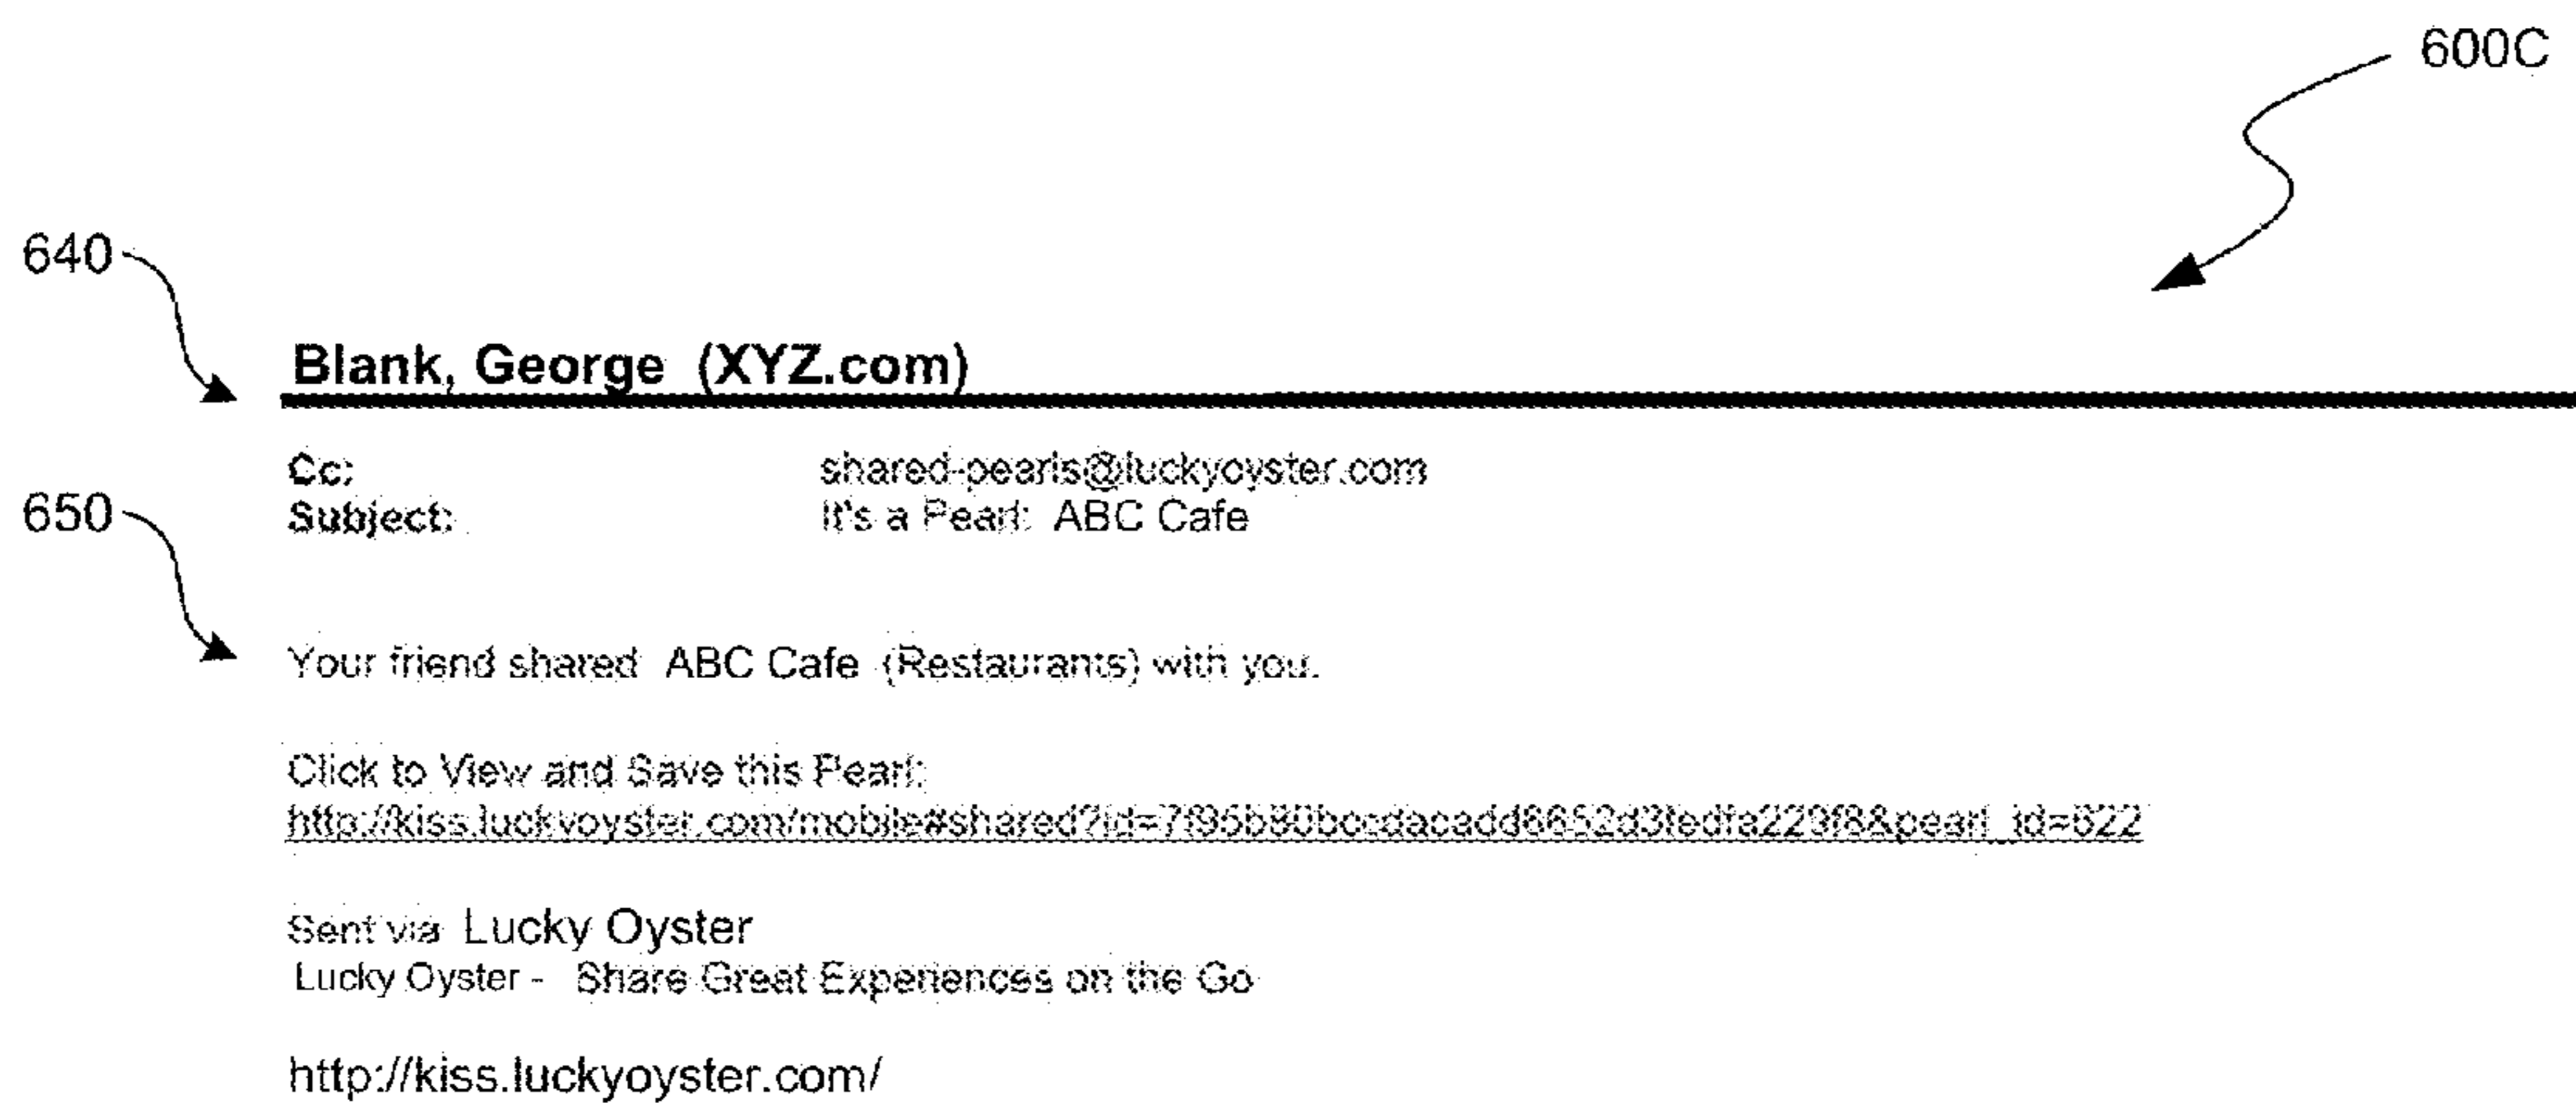 600C
640
Blank, George (XYZ.com)
Cc: shared-pearls@luckyoyster.com
650
Subject: It's a Pearl: ABC Cafe
Your friend shared ABC Cafe (Restaurants) with you.
Click to View and Save this Pearl:
Sent via Lucky Oyster
Lucky Oyster - Share Great Experiences on the Go
http://kiss.luckyoyster.com/